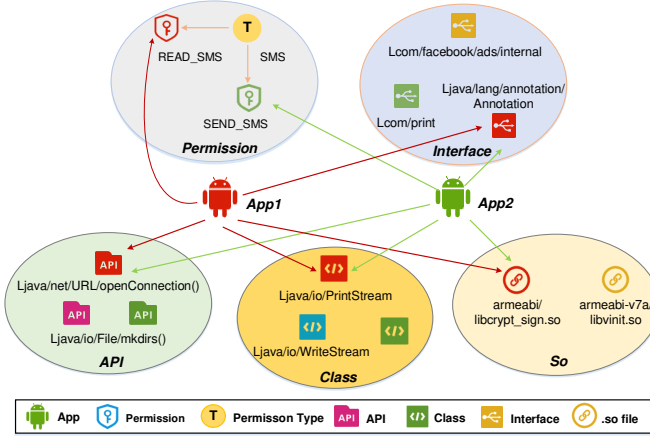 T
READ_SMS
SMS
SEND_SMS
Permission
Lcom/facebook/ads/internal
Ljava/lang/annotation/
Annotation
Lcom/print
Interface
App1
App2
API
Ljava/net/URL/openConnection()
API
API
Ljava/io/File/mkdirs()
API
Ljava/io/PrintStream
Ljava/io/WriteStream
Class
armeabi/
libcrypt_sign.so
armeabi-v7a/
libvinit.so
So
App
Permission
T
Permisson Type
API
API
Class
Interface
.so file